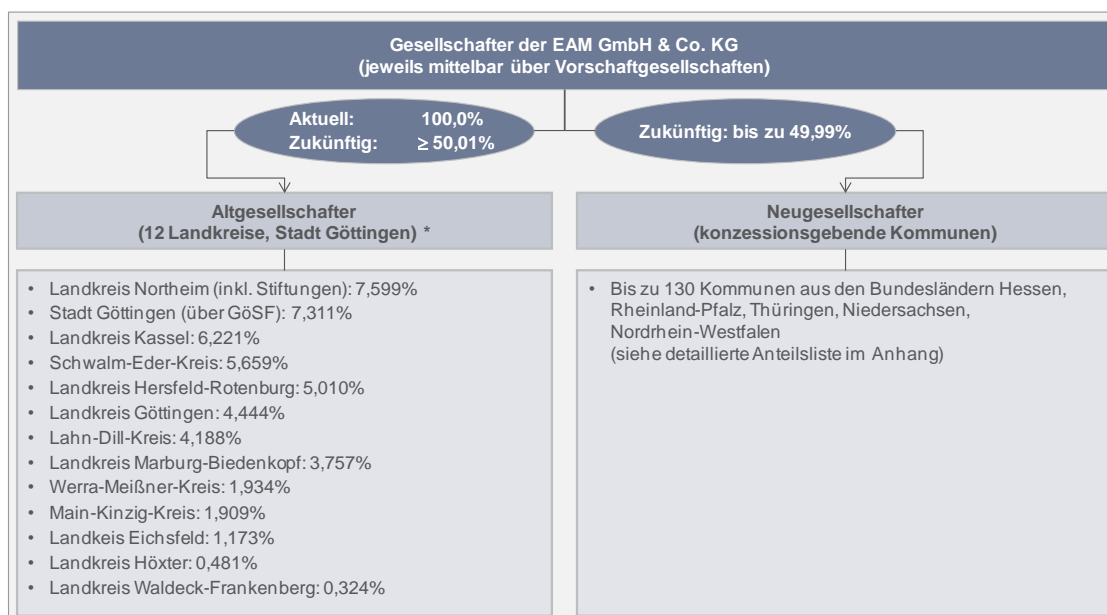 Gesellschafter der EAM GmbH & Co. KG
(jeweils mittelbar über Vorschaftgesellschaften)
Aktuell: 100,0%
Zukünftig: ≥ 50,01%
Zukünftig: bis zu 49,99%
Altgesellschafter
(12 Landkreise, Stadt Göttingen) *
Neugesellschafter
(konzessionsgebende Kommunen)
• Landkreis Northeim (inkl. Stiftungen): 7,599%
• Stadt Göttingen (über GöSF): 7,311%
• Landkreis Kassel: 6,221%
• Schwalm-Eder-Kreis: 5,659%
• Landkreis Hersfeld-Rotenburg: 5,010%
• Landkreis Göttingen: 4,444%
• Lahn-Dill-Kreis: 4,188%
• Landkreis Marburg-Biedenkopf: 3,757%
• Werra-Meißner-Kreis: 1,934%
• Main-Kinzig-Kreis: 1,909%
• Landkeis Eichsfeld: 1,173%
• Landkreis Höxter: 0,481%
• Landkreis Waldeck-Frankenberg: 0,324%
• Bis zu 130 Kommunen aus den Bundesländern Hessen,
Rheinland-Pfalz, Thüringen, Niedersachsen,
Nordrhein-Westfalen
(siehe detaillierte Anteilsliste im Anhang)